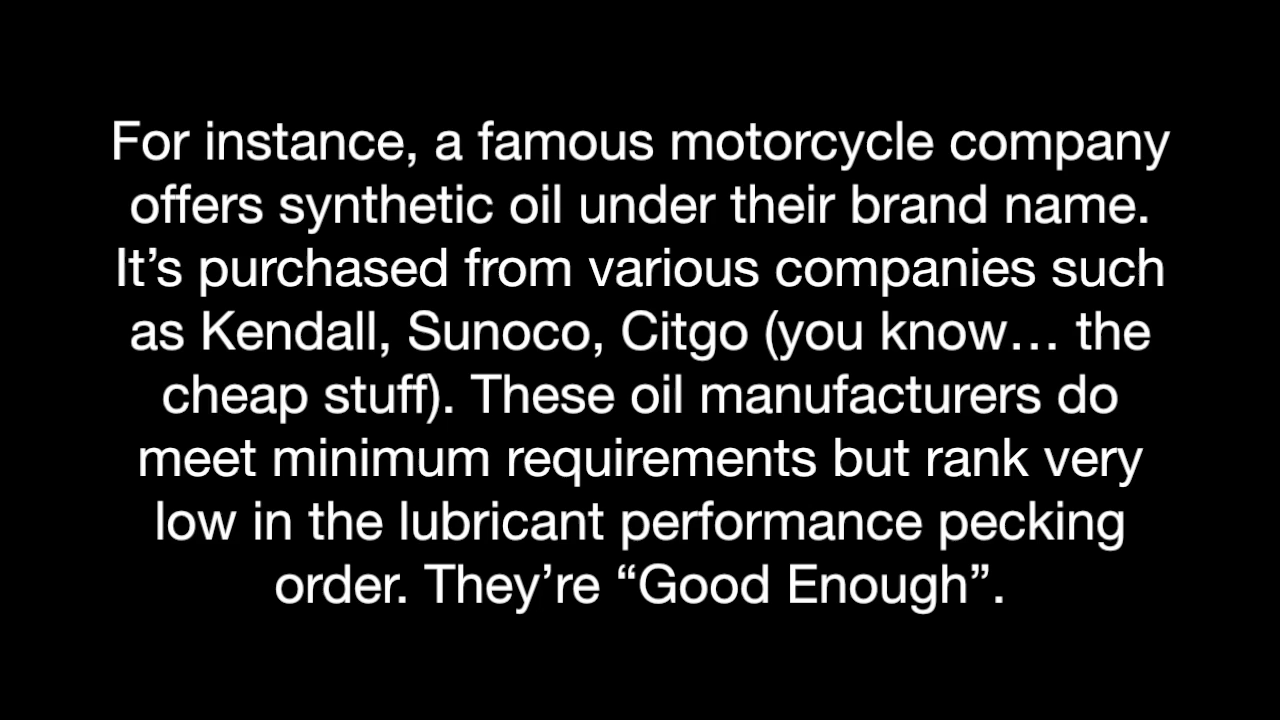 For instance, a famous motorcycle company
offers synthetic oil under their brand name.
It’s purchased from various companies such
as Kendall, Sunoco, Citgo (you know… the
cheap stuff). These oil manufacturers do
meet minimum requirements but rank very
low in the lubricant performance pecking
order. They’re “Good Enough”.